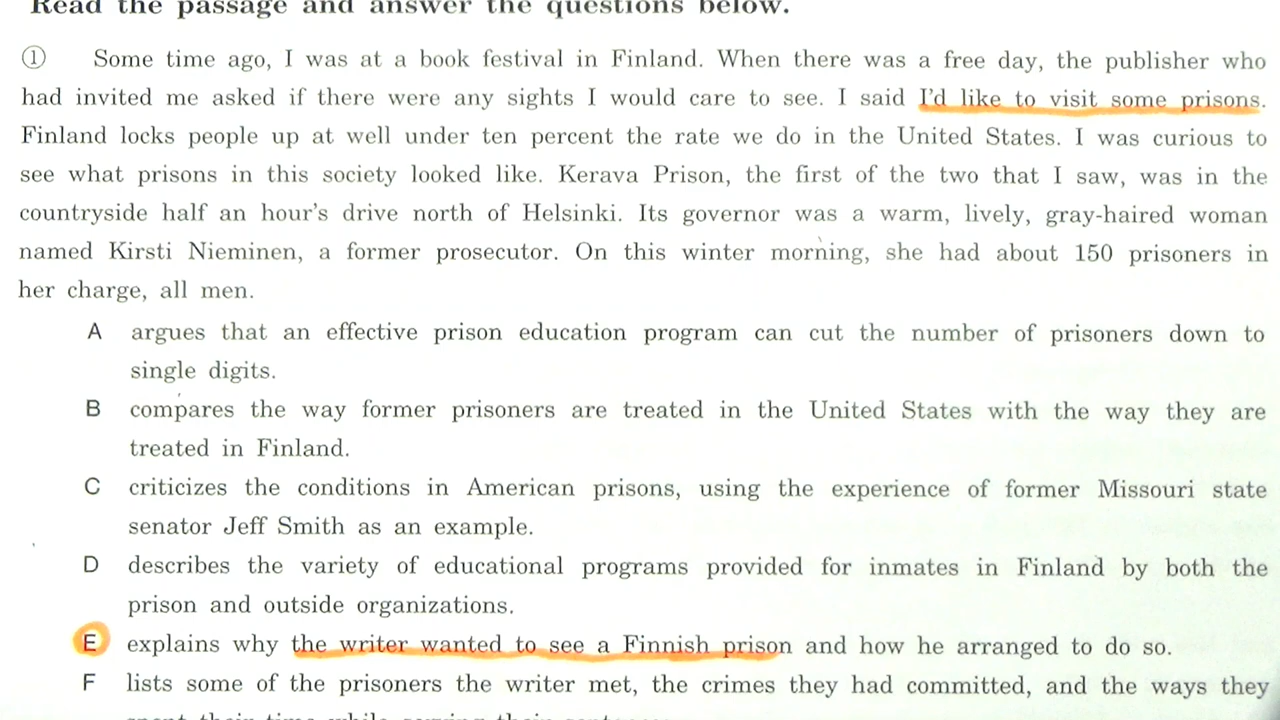 Read the passage and answer the questions below.
① Some time ago, I was at a book festival in Finland. When there was a free day, the publisher who
had invited me asked if there were any sights I would care to see. I said I'd like to visit some prisons.
Finland locks people up at well under ten percent the rate we do in the United States. I was curious to
see what prisons in this society looked like. Kerava Prison, the first of the two that I saw, was in the
countryside half an hour's drive north of Helsinki. Its governor was a warm, lively, gray-haired woman
named Kirsti Nieminen, a former prosecutor. On this winter morning, she had about 150 prisoners in
her charge, all men.
A argues that an effective prison education program can cut the number of prisoners down to
single digits.
B compares the way former prisoners are treated in the United States with the way they are
treated in Finland.
C criticizes the conditions in American prisons, using the experience of former Missouri state
senator Jeff Smith as an example.
D describes the variety of educational programs provided for inmates in Finland by both the
prison and outside organizations.
E explains why the writer wanted to see a Finnish prison and how he arranged to do so.
F lists some of the prisoners the writer met, the crimes they had committed, and the ways they
spent their time while serving their